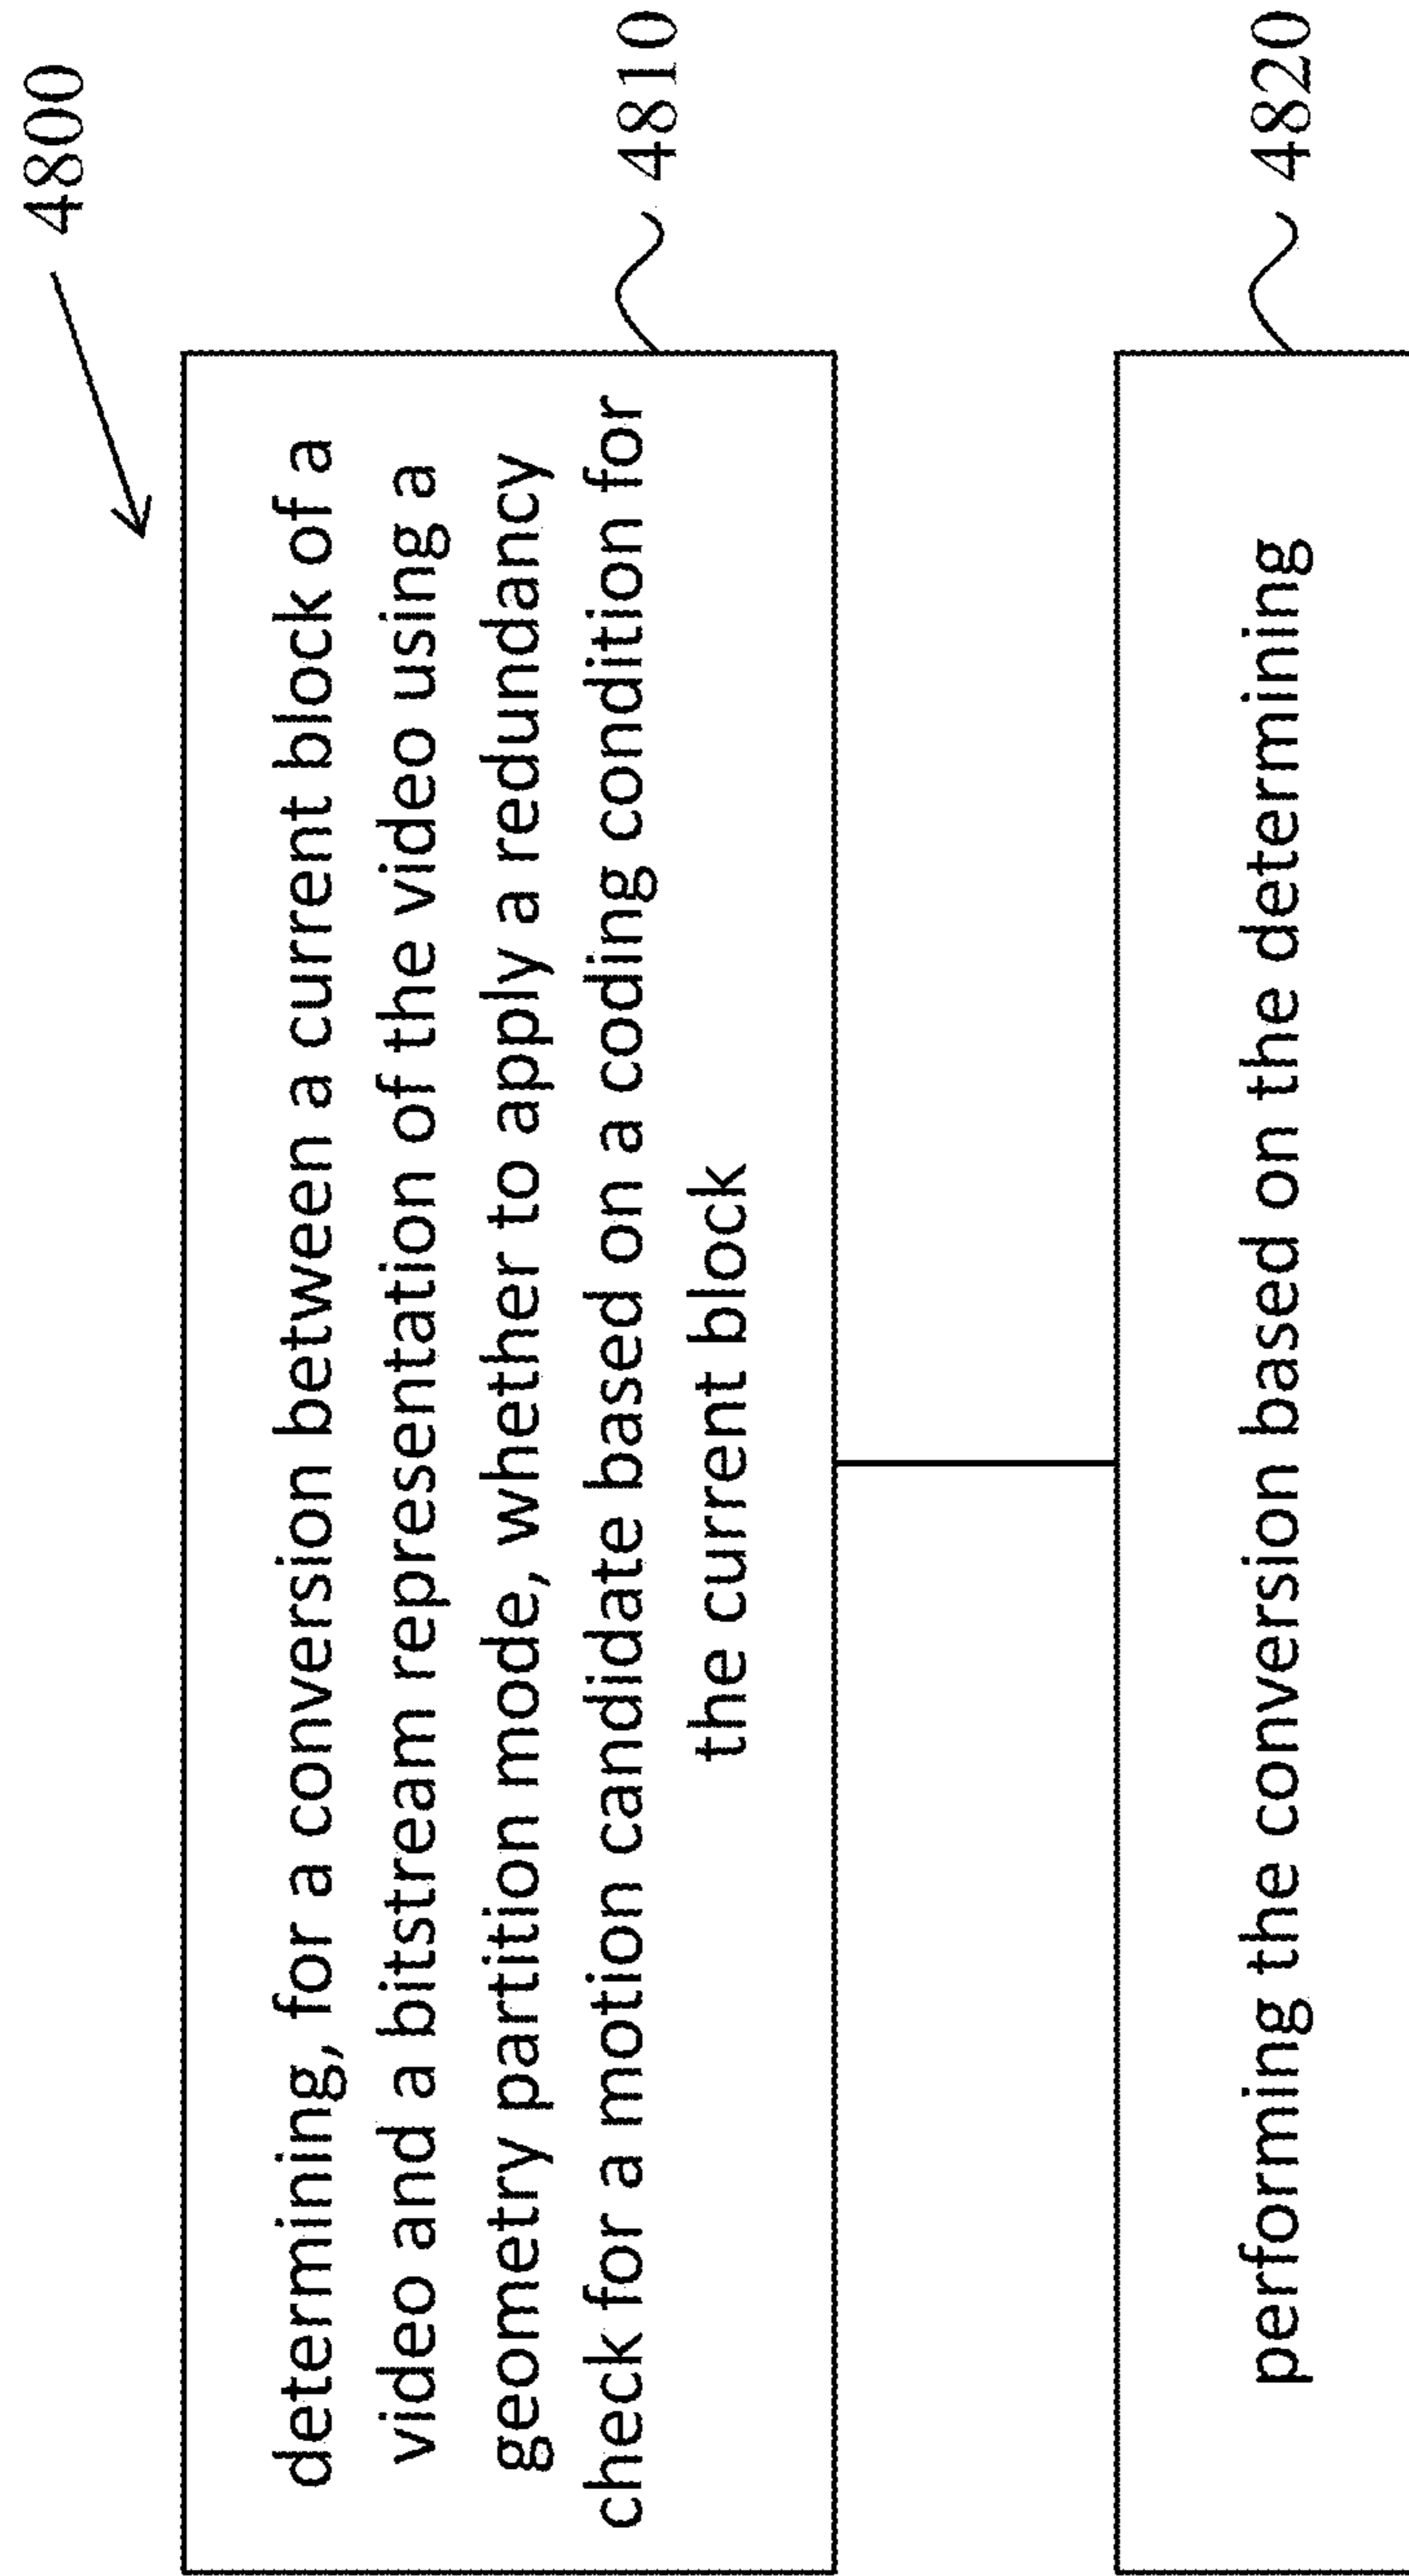 4800
determining, for a conversion between a current block of a
video and a bitstream representation of the video using a
geometry partition mode, whether to apply a redundancy
check for a motion candidate based on a coding condition for
the current block
4810
performing the conversion based on the determining
4820